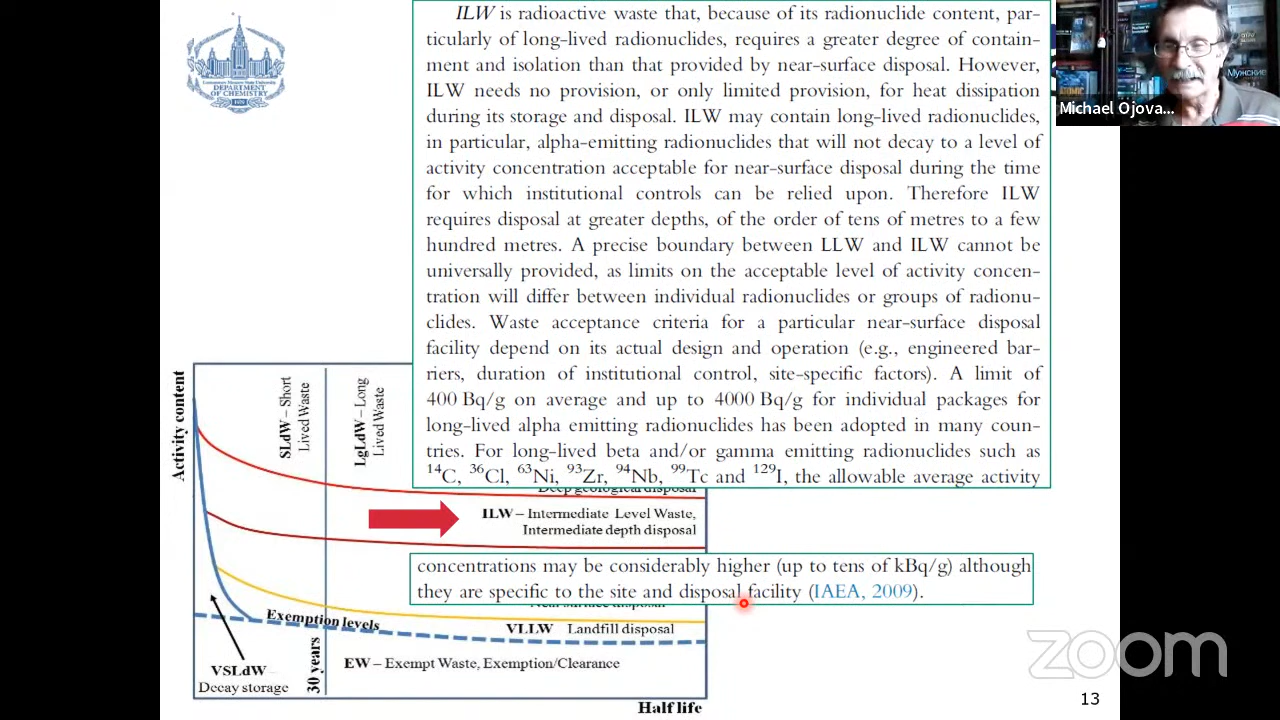 ILW is radioactive waste that, because of its radionuclide content, par-
ticularly of long-lived radionuclides, requires a greater degree of contain-
ment and isolation than that provided by near-surface disposal. However,
ILW needs no provision, or only limited provision, for heat dissipation
during its storage and disposal. ILW may contain long-lived radionuclides,
in particular, alpha-emitting radionuclides that will not decay to a level of
activity concentration acceptable for near-surface disposal during the time
for which institutional controls can be relied upon. Therefore ILW
requires disposal at greater depths, of the order of tens of metres to a few
hundred metres. A precise boundary between LLW and ILW cannot be
universally provided, as limits on the acceptable level of activity concen-
tration will differ between individual radionuclides or groups of radionu-
clides. Waste acceptance criteria for a particular near-surface disposal
facility depend on its actual design and operation (e.g., engineered bar-
riers, duration of institutional control, site-specific factors). A limit of
400 Bq/g on average and up to 4000 Bq/g for individual packages for
long-lived alpha emitting radionuclides has been adopted in many coun-
tries. For long-lived beta and/or gamma emitting radionuclides such as
¹⁴C, ³⁶Cl, ⁶³Ni, ⁹³Zr, ⁹⁴Nb, ⁹⁹Tc and ¹²⁹I, the allowable average activity
concentrations may be considerably higher (up to tens of kBq/g) although
they are specific to the site and disposal facility (IAEA, 2009).
DEPARTMENT
OF CHEMISTRY
Michael Ojova...
Мужские
Activity content
SLdW – Short
Lived Waste
LgLdW – Long
Lived Waste
Deep geological disposal
ILW – Intermediate Level Waste,
Intermediate depth disposal
Near surface disposal
Exemption levels
VLLW Landfill disposal
VSLdW –
Decay storage
30 years
EW – Exempt Waste, Exemption/Clearance
Half life
zoom
13